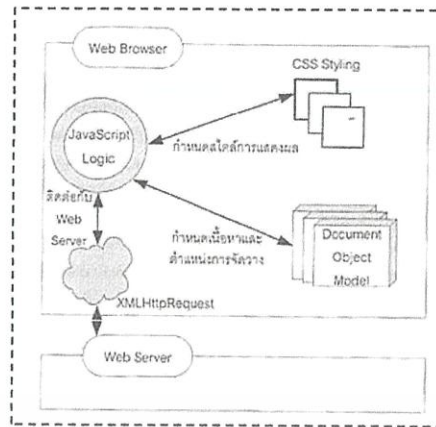 Web Browser
CSS Styling
JavaScript
Logic
กำหนดสไตล์การแสดงผล
ติดต่อกับ
Web
Server
กำหนดเนื้อหาและ
ตำแหน่งการจัดวาง
Document
Object
Model
XMLHttpRequest
Web Server